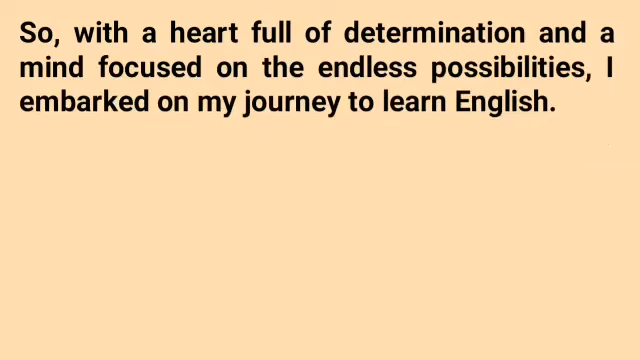 So, with a heart full of determination and a
mind focused on the endless possibilities, I
embarked on my journey to learn English.